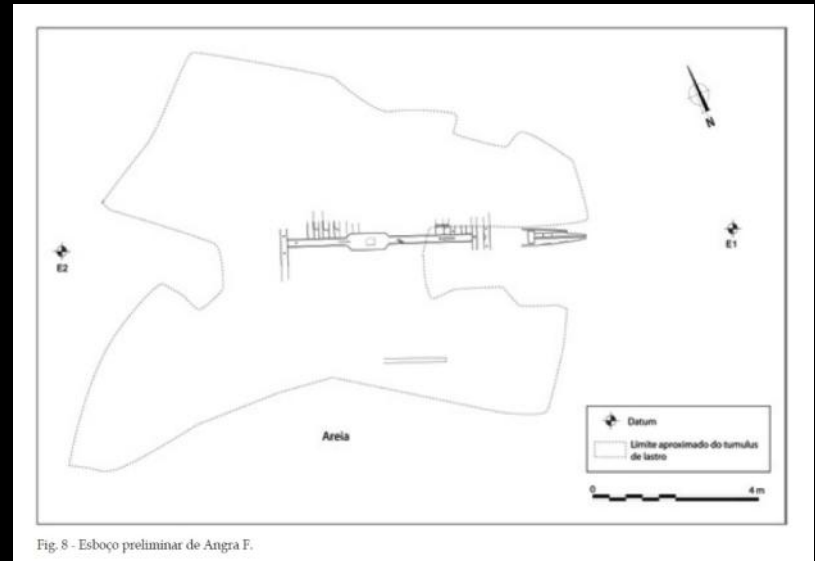 N
E2
E1
Areia
Datum
Limite aproximado do tumulus
de lastro
0 4 m
Fig. 8 - Esboço preliminar de Angra F.